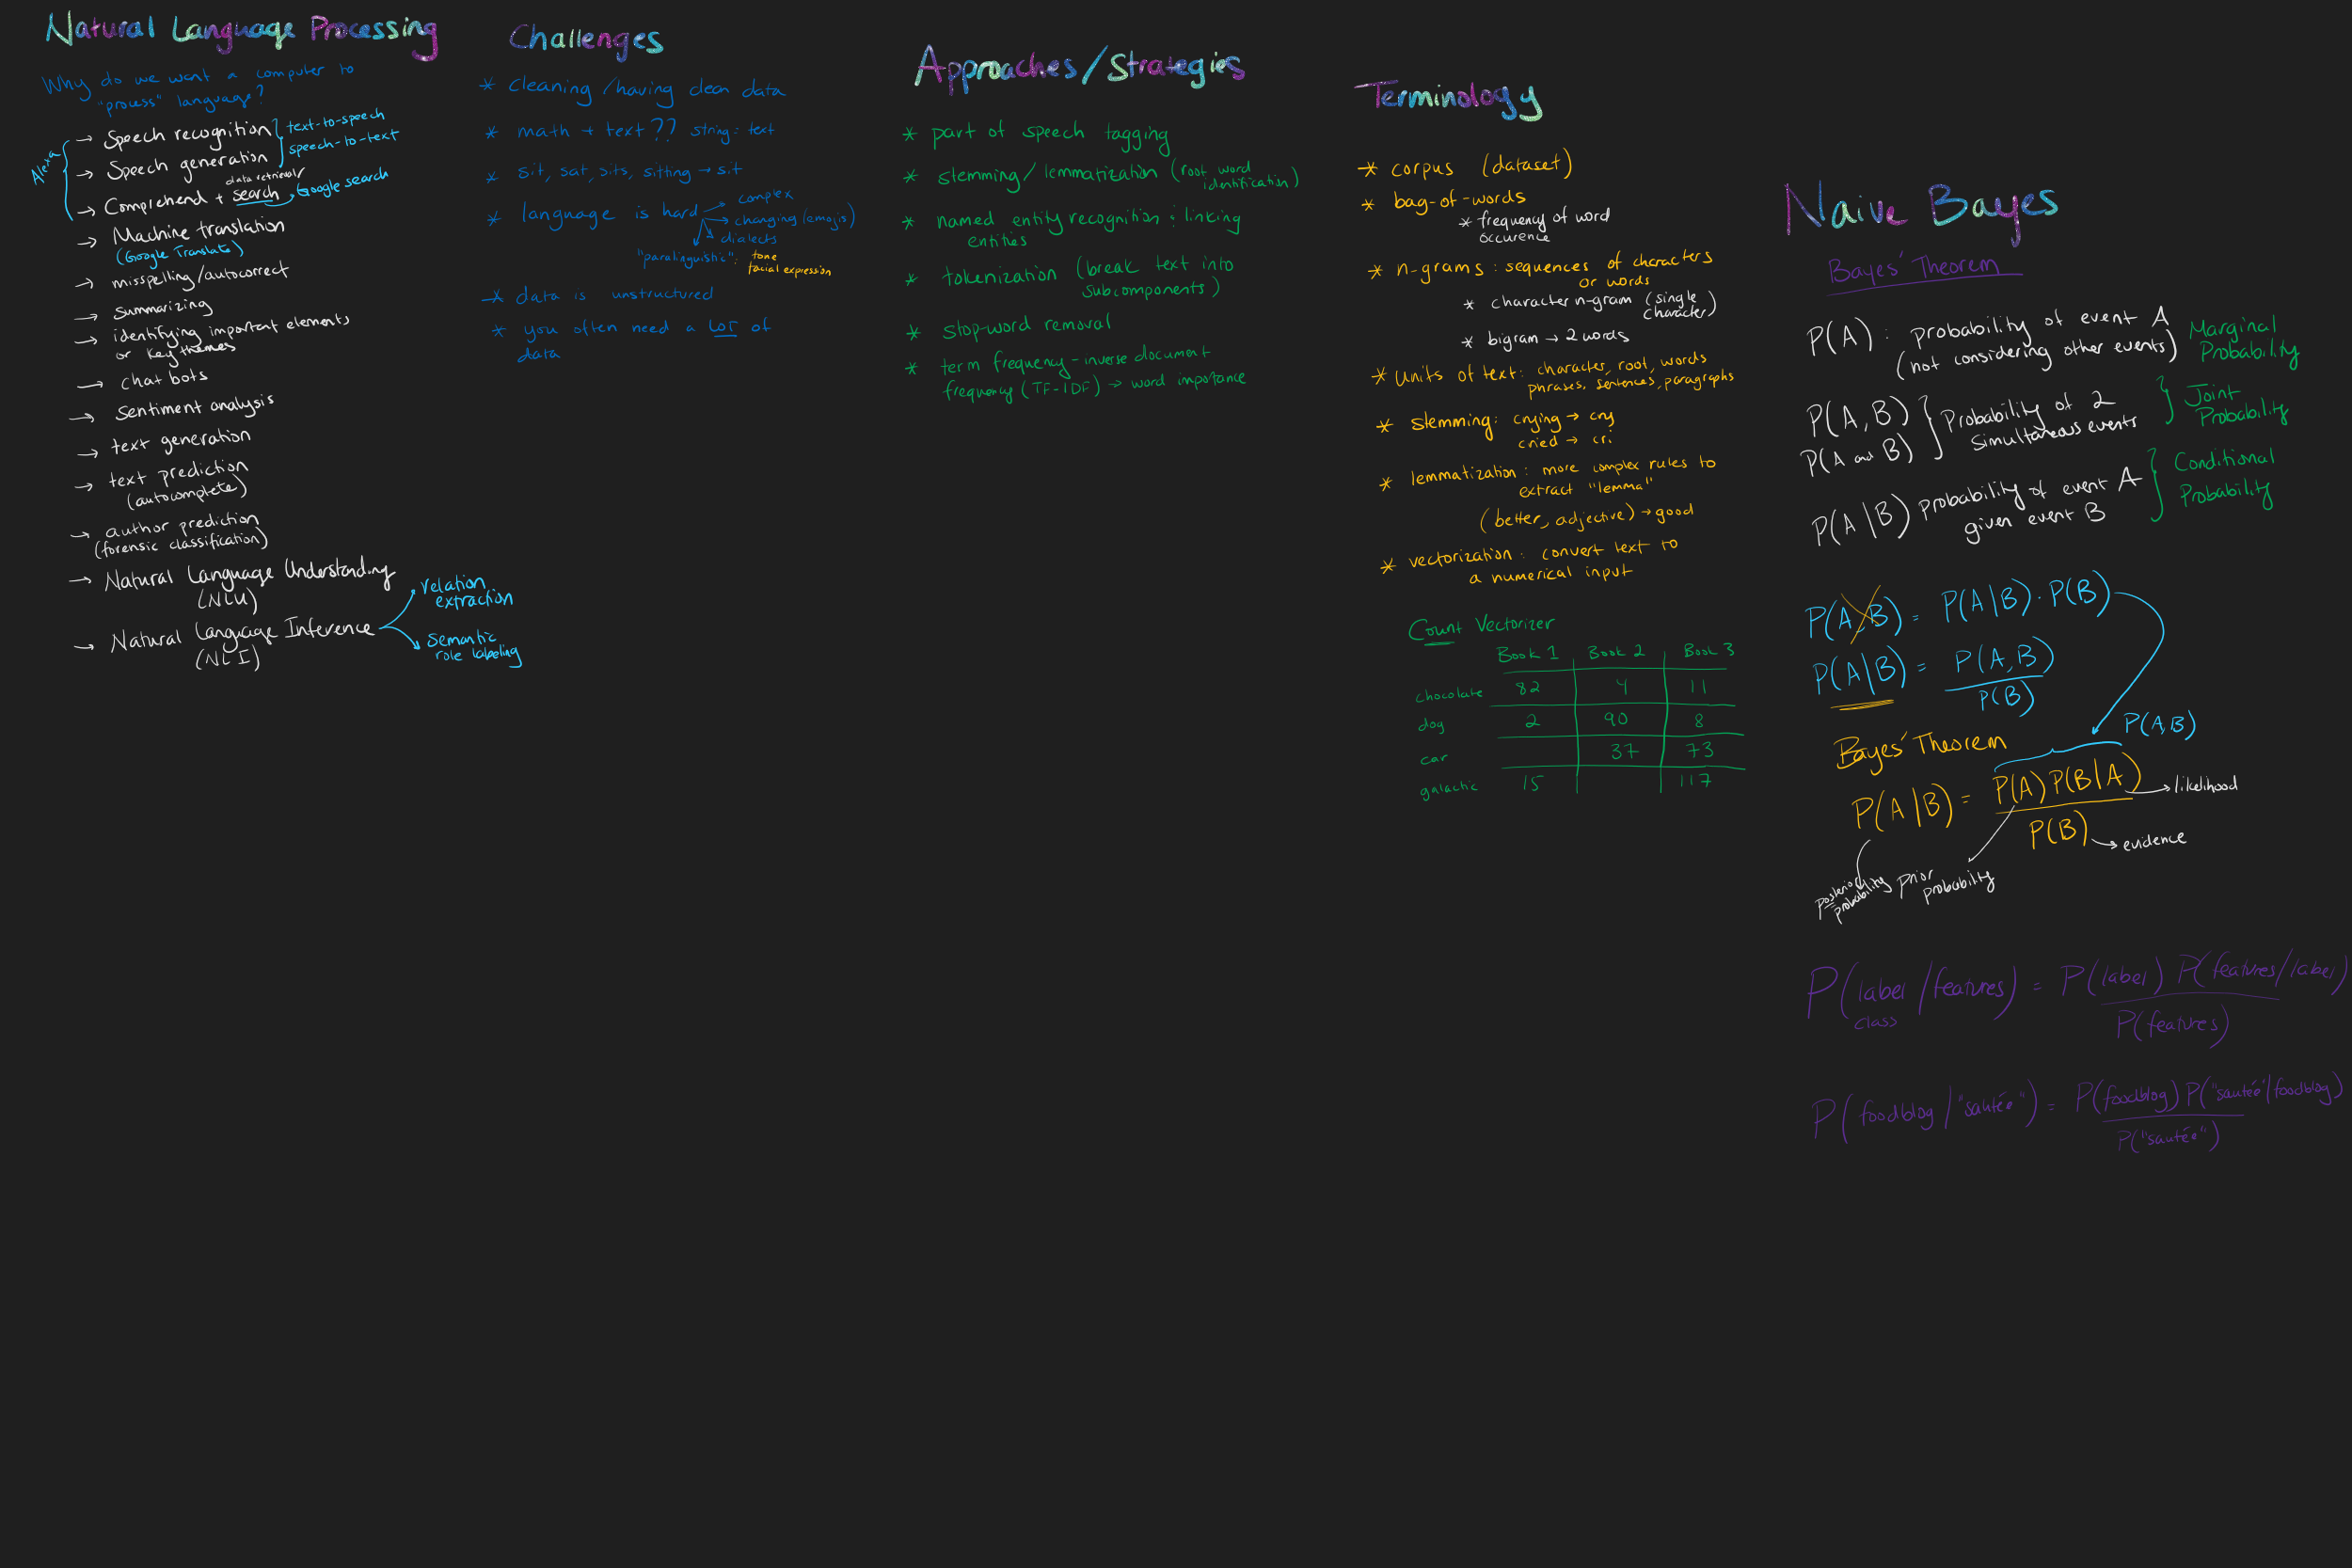 Natural Language Processing
Why do we want a computer to
"process" language?
Alexa
→ Speech recognition
→ Speech generation
text-to-speech
speech-to-text
data retrieval/
→ Comprehend + search → Google search
→ Machine translation
(Google Translate)
→ misspelling/autocorrect
→ summarizing
→ identifying important elements
or key themes
→ chat bots
→ sentiment analysis
→ text generation
→ text prediction
(autocomplete)
→ author prediction
(forensic classification)
→ Natural Language Understanding
(NLU)
→ Natural Language Inference
(NLI)
relation
extraction
semantic
role labeling
Challenges
* cleaning /having clean data
* math + text?? string: text
* sit, sat, sits, sitting → sit
* language is hard
complex
changing (emojis)
dialects
"paralinguistic": tone
facial expression
* data is unstructured
* you often need a LOT of
data
Approaches/Strategies
* part of speech tagging
* stemming/lemmatization (root word
identification)
* named entity recognition & linking
entities
* tokenization (break text into
subcomponents)
* stop-word removal
* term frequency-inverse document
frequency (TF-IDF) → word importance
Terminology
* corpus (dataset)
* bag-of-words
* frequency of word
occurence
* n-grams: sequences of characters
or words
* character n-gram (single
character)
* bigram → 2 words
* units of text: character, root, words
phrases, sentences, paragraphs
* stemming: crying → cry
cried → cri
* lemmatization: more complex rules to
extract "lemma"
(better, adjective) → good
* vectorization: convert text to
a numerical input
Count Vectorizer
Book 1 Book 2 Book 3
chocolate 82 4 11
dog 2 90 8
car 37 73
galactic 15 117
Naive Bayes
Bayes' Theorem
P(A): probability of event A
(not considering other events)
Marginal
Probability
P(A,B)
P(A and B)
Probability of 2
simultaneous events
Joint
Probability
P(A|B) probability of event A
given event B
Conditional
Probability
P(A,B) = P(A|B)·P(B)
P(A|B) = P(A,B)
P(B)
P(A,B)
Bayes' Theorem
P(A|B) = P(A)P(B|A)
P(B)
likelihood
evidence
posterior
probability
prior
probability
P(label/features) = P(label) P(features/label)
class
P(features)
P(foodblog/"sautée") = P(foodblog)P("sautée"|foodblog)
P("sautée")